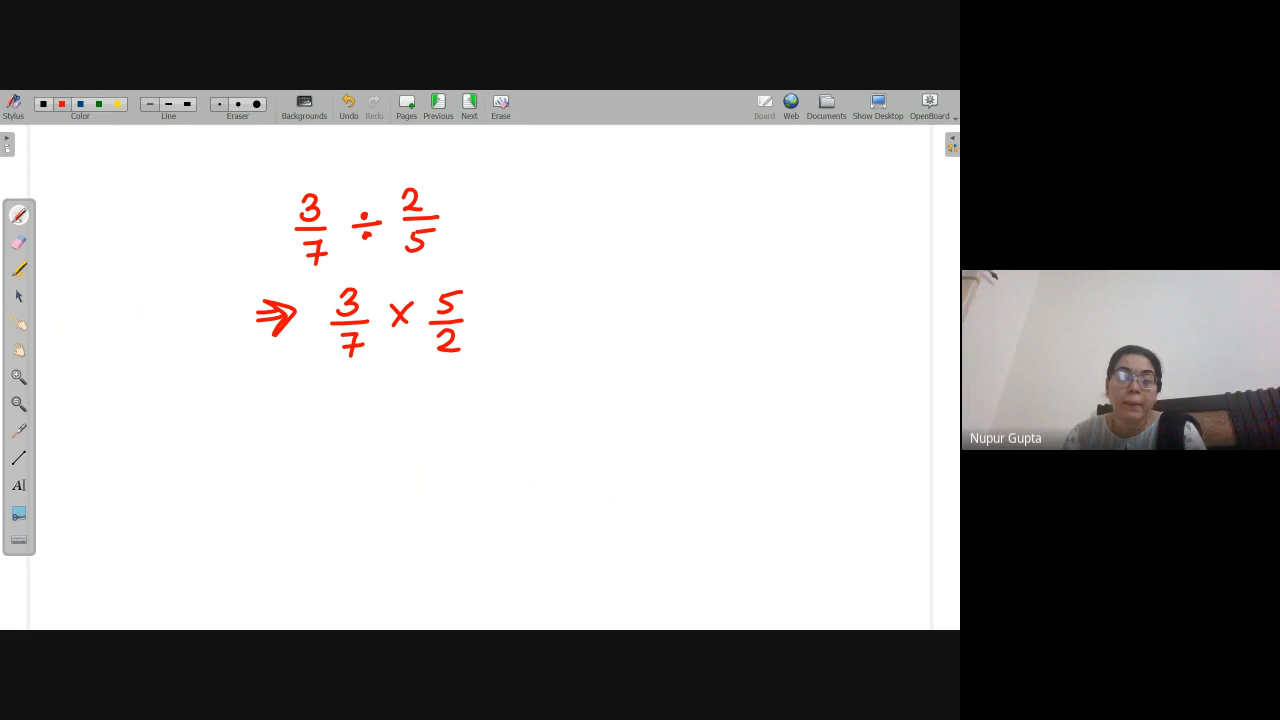 Stylus Color Line Eraser Backgrounds Undo Redo Pages Previous Next Erase Board Web Documents Show Desktop OpenBoard
3/7 ÷ 2/5
⇒ 3/7 × 5/2
AI
Nupur Gupta